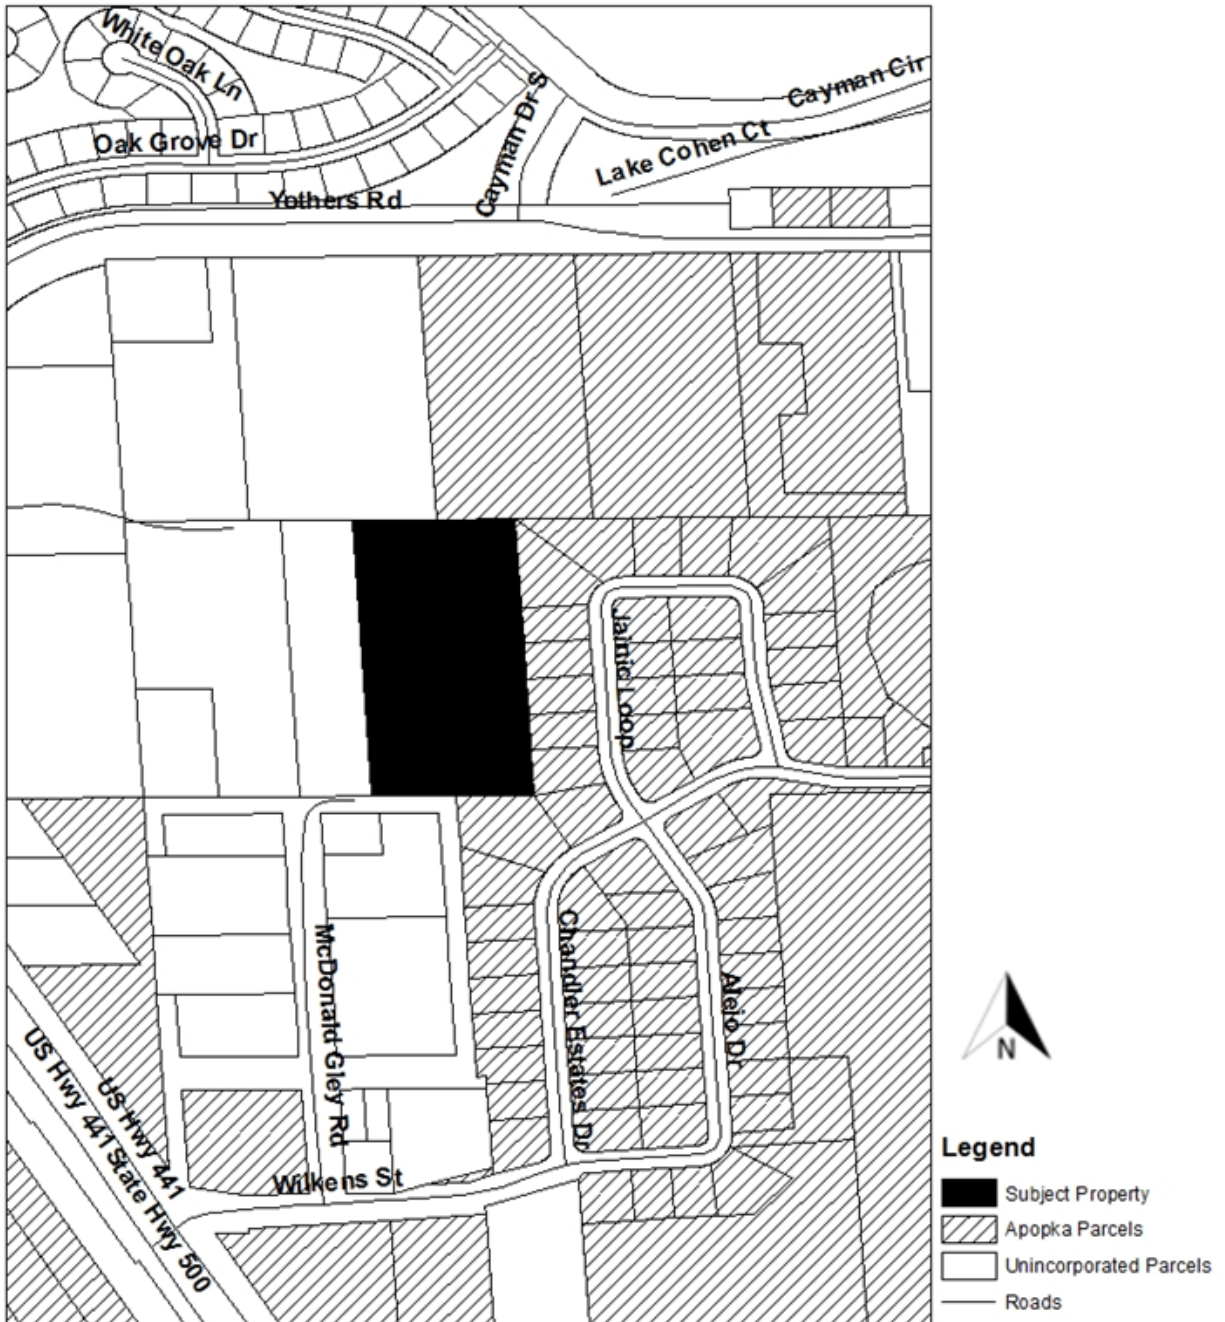 White Oak Ln
Cayman Cir
Cayman Dr S
Oak Grove Dr
Lake Cohen Ct
Yothers Rd
Jainic Loop
McDonald Gley Rd
Chandler Estates Dr
Alejo Dr
N
US Hwy 441
US Hwy 441 State Hwy 500
Wilkens St
Legend
Subject Property
Apopka Parcels
Unincorporated Parcels
Roads